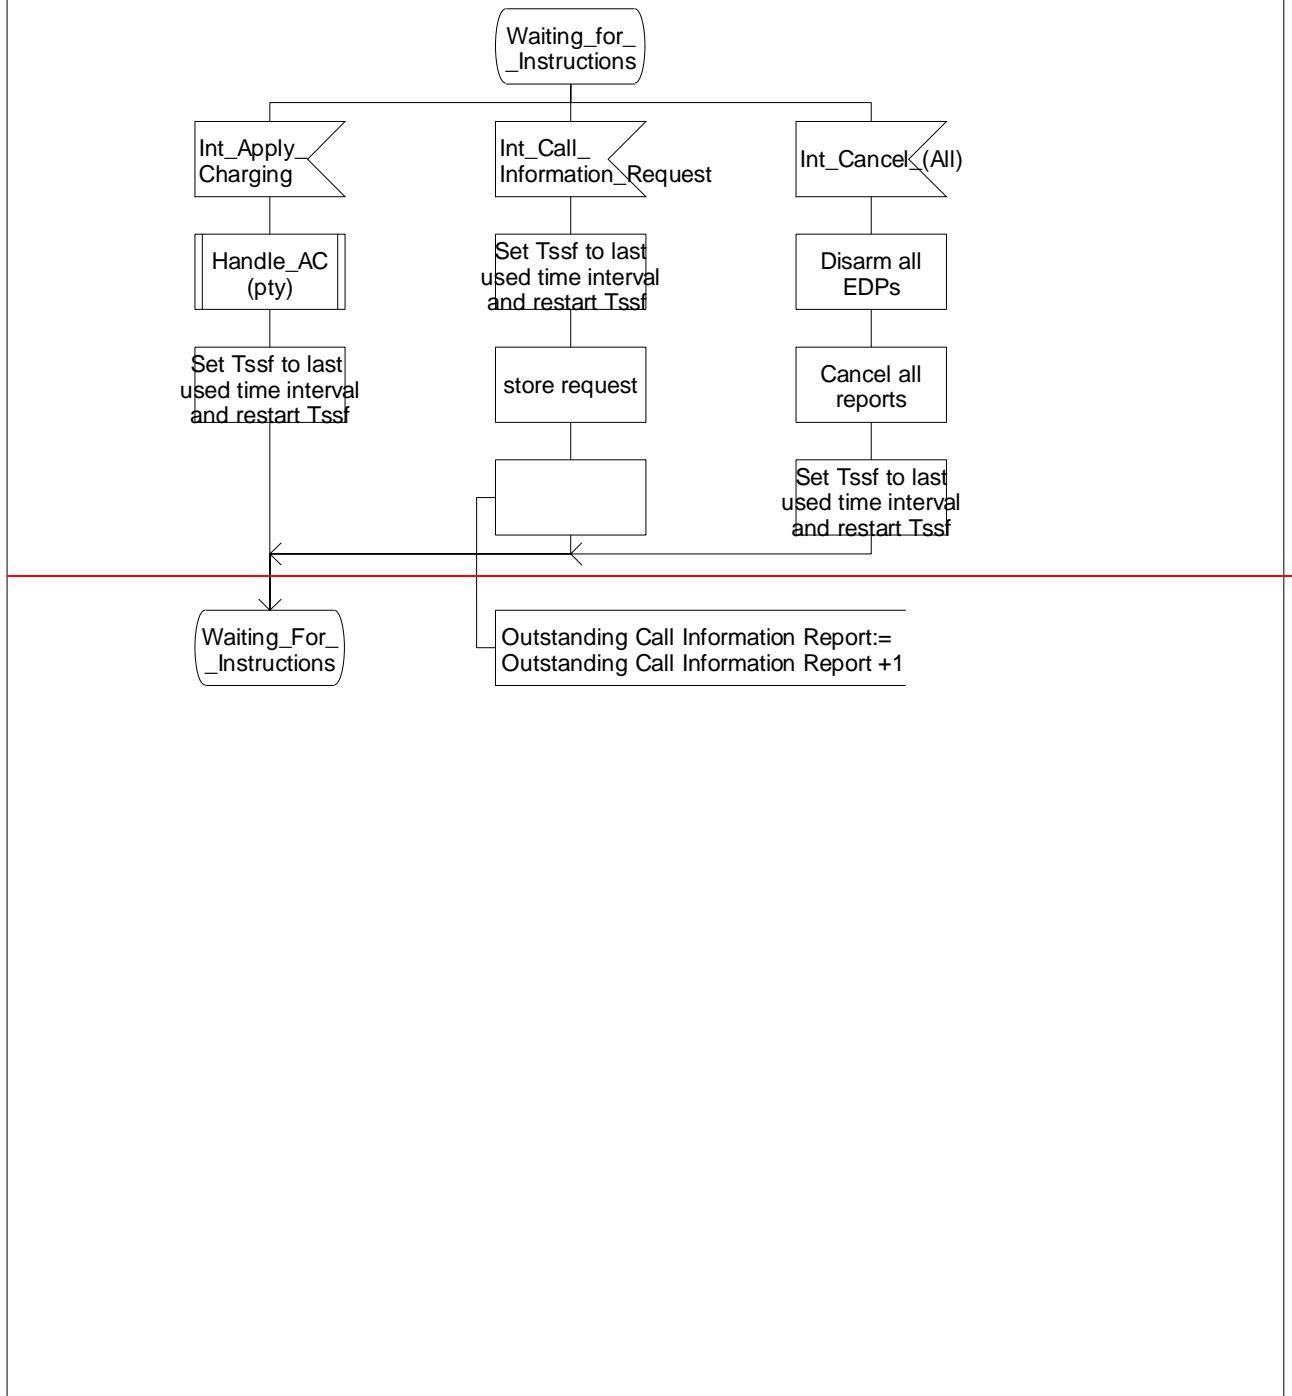 Waiting_for_
_Instructions
Int_Apply_
Charging
Int_Call_
Information_Request
Int_Cancel_(All)
Handle_AC
(pty)
Set Tssf to last
used time interval
and restart Tssf
Disarm all
EDPs
Set Tssf to last
used time interval
and restart Tssf
store request
Cancel all
reports
Set Tssf to last
used time interval
and restart Tssf
Waiting_For_
_Instructions
Outstanding Call Information Report:=
Outstanding Call Information Report +1